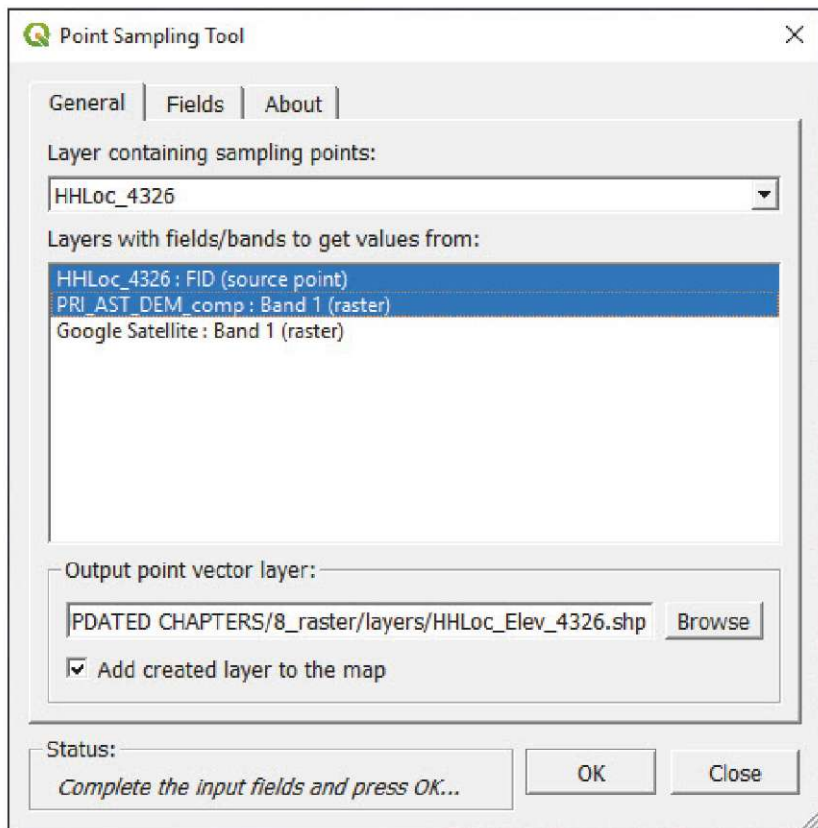 Point Sampling Tool
General Fields About
Layer containing sampling points:
HHLoc_4326
Layers with fields/bands to get values from:
HHLoc_4326 : FID (source point)
PRI_AST_DEM_comp : Band 1 (raster)
Google Satellite : Band 1 (raster)
Output point vector layer:
PDATED CHAPTERS/8_raster/layers/HHLoc_Elev_4326.shp Browse
Add created layer to the map
Status:
Complete the input fields and press OK...
OK Close